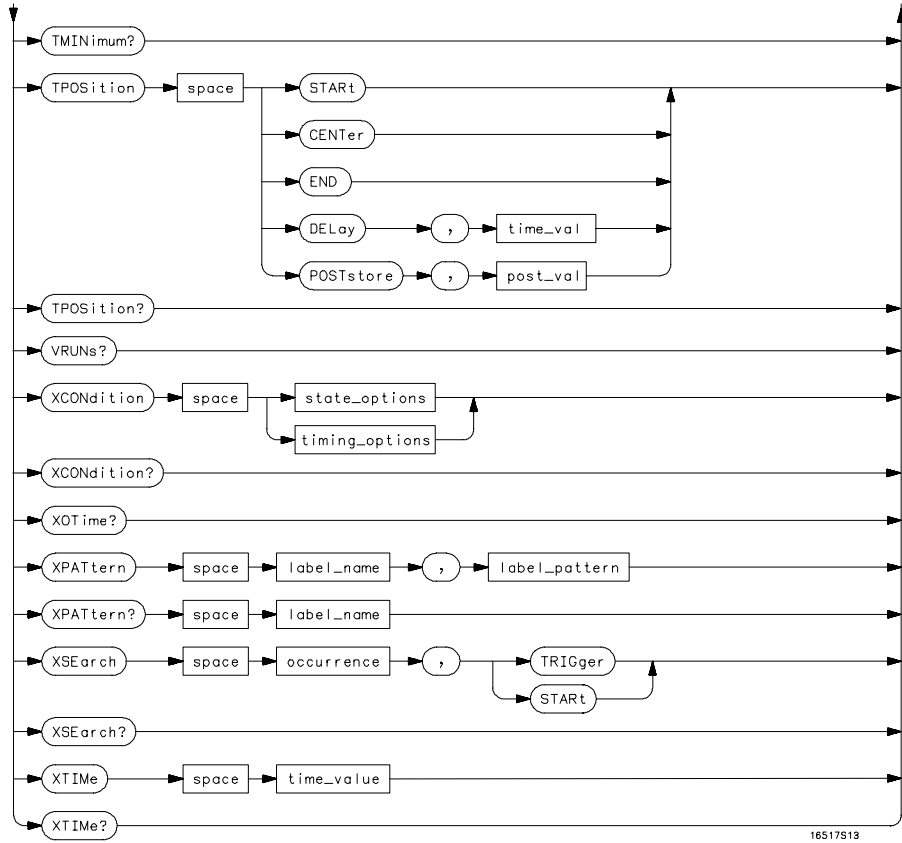 TMINimum?
TPOSition space STARt
CENTer
END
DELay , time_val
POSTstore , post_val
TPOSition?
VRUNs?
XCONdition space state_options
timing_options
XCONdition?
XOTime?
XPATtern space label_name , label_pattern
XPATtern? space label_name
XSEarch space occurrence , TRIGger
STARt
XSEarch?
XTIMe space time_value
XTIMe?
16517S13